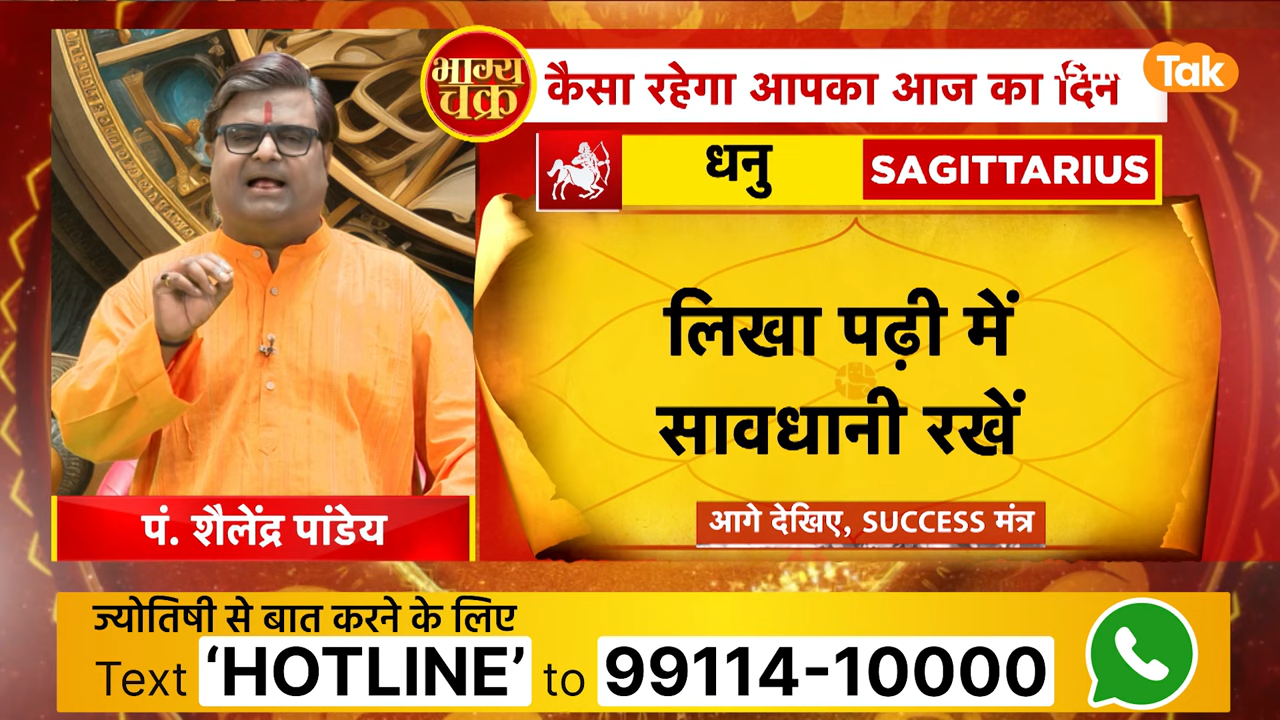 भाग्य
चक्र
कैसा रहेगा आपका आज का दिन
Tak
धनु
SAGITTARIUS
लिखा पढ़ी में
सावधानी रखें
आगे देखिए, SUCCESS मंत्र
पं. शैलेंद्र पांडेय
ज्योतिषी से बात करने के लिए
Text ‘HOTLINE’ to 99114-10000